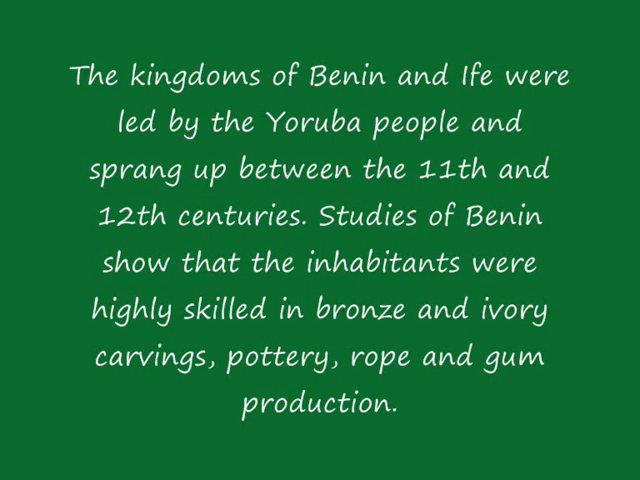 The kingdoms of Benin and Ife were
led by the Yoruba people and
sprang up between the 11th and
12th centuries. Studies of Benin
show that the inhabitants were
highly skilled in bronze and ivory
carvings, pottery, rope and gum
production.